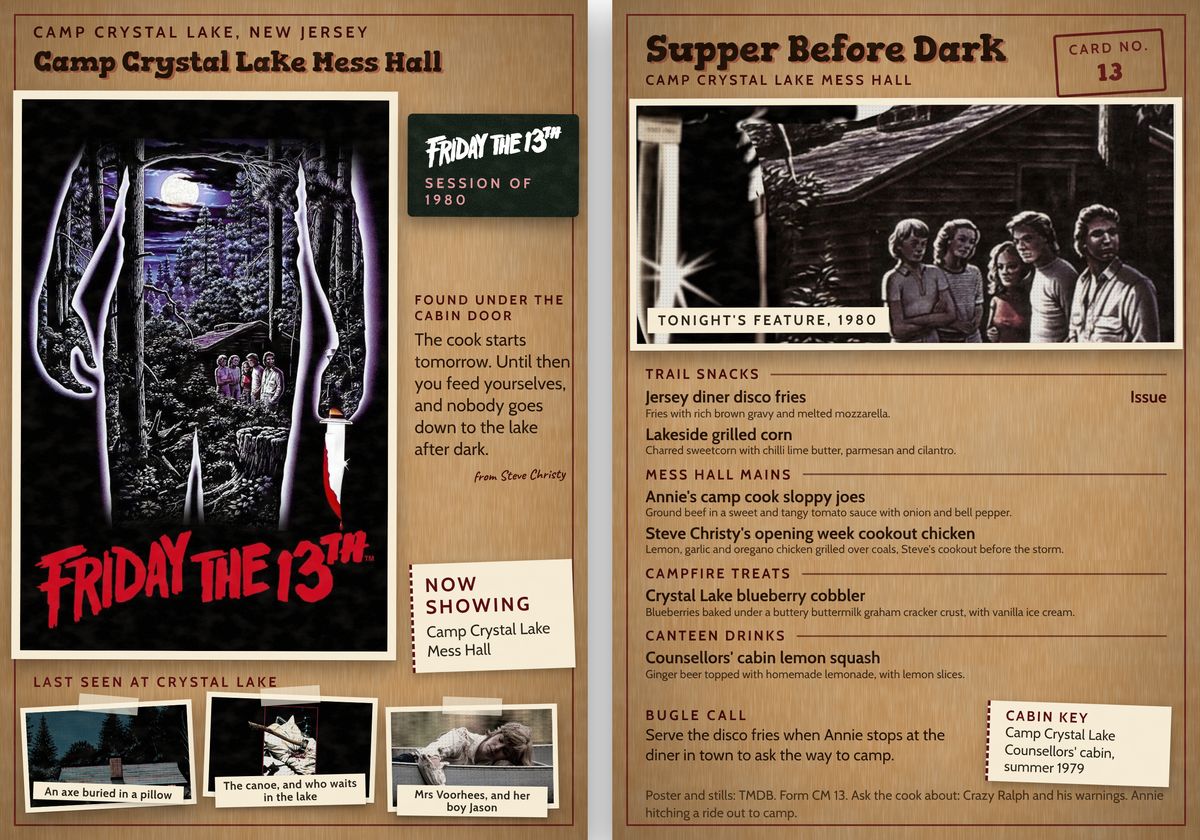 CAMP CRYSTAL LAKE, NEW JERSEY
Camp Crystal Lake Mess Hall
FRIDAY THE 13TH
SESSION OF
1980
FOUND UNDER THE
CABIN DOOR
The cook starts
tomorrow. Until then
you feed yourselves,
and nobody goes
down to the lake
after dark.
from Steve Christy
FRIDAY THE 13TH™
NOW
SHOWING
Camp Crystal Lake
Mess Hall
LAST SEEN AT CRYSTAL LAKE
An axe buried in a pillow
The canoe, and who waits
in the lake
Mrs Voorhees, and her
boy Jason
Supper Before Dark
CAMP CRYSTAL LAKE MESS HALL
CARD NO.
13
TONIGHT'S FEATURE, 1980
TRAIL SNACKS
Jersey diner disco fries Issue
Fries with rich brown gravy and melted mozzarella.
Lakeside grilled corn
Charred sweetcorn with chilli lime butter, parmesan and cilantro.
MESS HALL MAINS
Annie's camp cook sloppy joes
Ground beef in a sweet and tangy tomato sauce with onion and bell pepper.
Steve Christy's opening week cookout chicken
Lemon, garlic and oregano chicken grilled over coals, Steve's cookout before the storm.
CAMPFIRE TREATS
Crystal Lake blueberry cobbler
Blueberries baked under a buttery buttermilk graham cracker crust, with vanilla ice cream.
CANTEEN DRINKS
Counsellors' cabin lemon squash
Ginger beer topped with homemade lemonade, with lemon slices.
BUGLE CALL
Serve the disco fries when Annie stops at the
diner in town to ask the way to camp.
CABIN KEY
Camp Crystal Lake
Counsellors' cabin,
summer 1979
Poster and stills: TMDB. Form CM 13. Ask the cook about: Crazy Ralph and his warnings. Annie
hitching a ride out to camp.